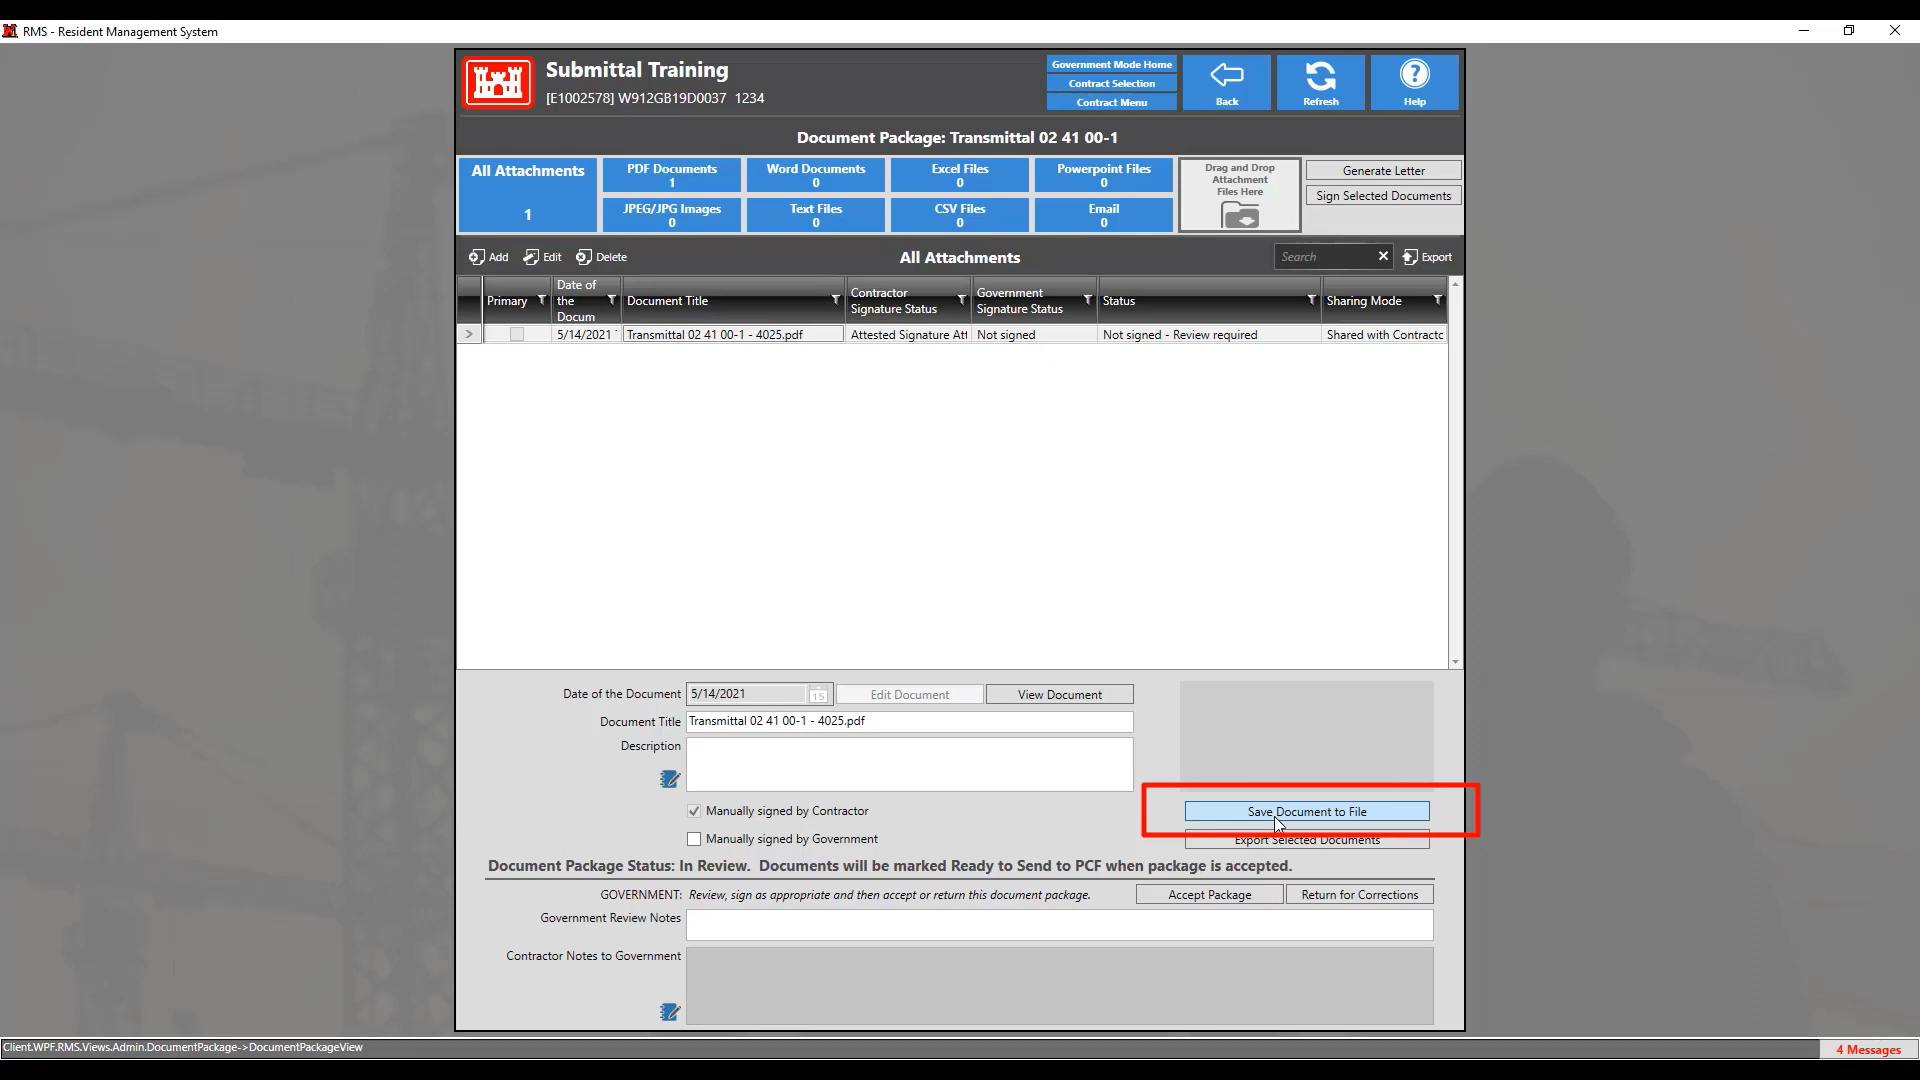 RMS - Resident Management System
Submittal Training
[E1002578] W912GB19D0037 1234
Government Mode Home
Contract Selection
Contract Menu
Back
Refresh
Help
Document Package: Transmittal 02 41 00-1
All Attachments
1
PDF Documents
1
Word Documents
0
Excel Files
0
Powerpoint Files
0
JPEG/JPG Images
0
Text Files
0
CSV Files
0
Email
0
Drag and Drop
Attachment
Files Here
Generate Letter
Sign Selected Documents
Add Edit Delete
All Attachments
Search
Export
Primary
Date of
the
Docum
Document Title
Contractor
Signature Status
Government
Signature Status
Status
Sharing Mode
5/14/2021 Transmittal 02 41 00-1 - 4025.pdf Attested Signature Att Not signed Not signed - Review required Shared with Contractc
Date of the Document 5/14/2021 15 Edit Document View Document
Document Title Transmittal 02 41 00-1 - 4025.pdf
Description
Manually signed by Contractor
Save Document to File
Manually signed by Government
Export Selected Documents
Document Package Status: In Review. Documents will be marked Ready to Send to PCF when package is accepted.
GOVERNMENT: Review, sign as appropriate and then accept or return this document package. Accept Package Return for Corrections
Government Review Notes
Contractor Notes to Government
Client.WPF.RMS.Views.Admin.DocumentPackage->DocumentPackageView
4 Messages